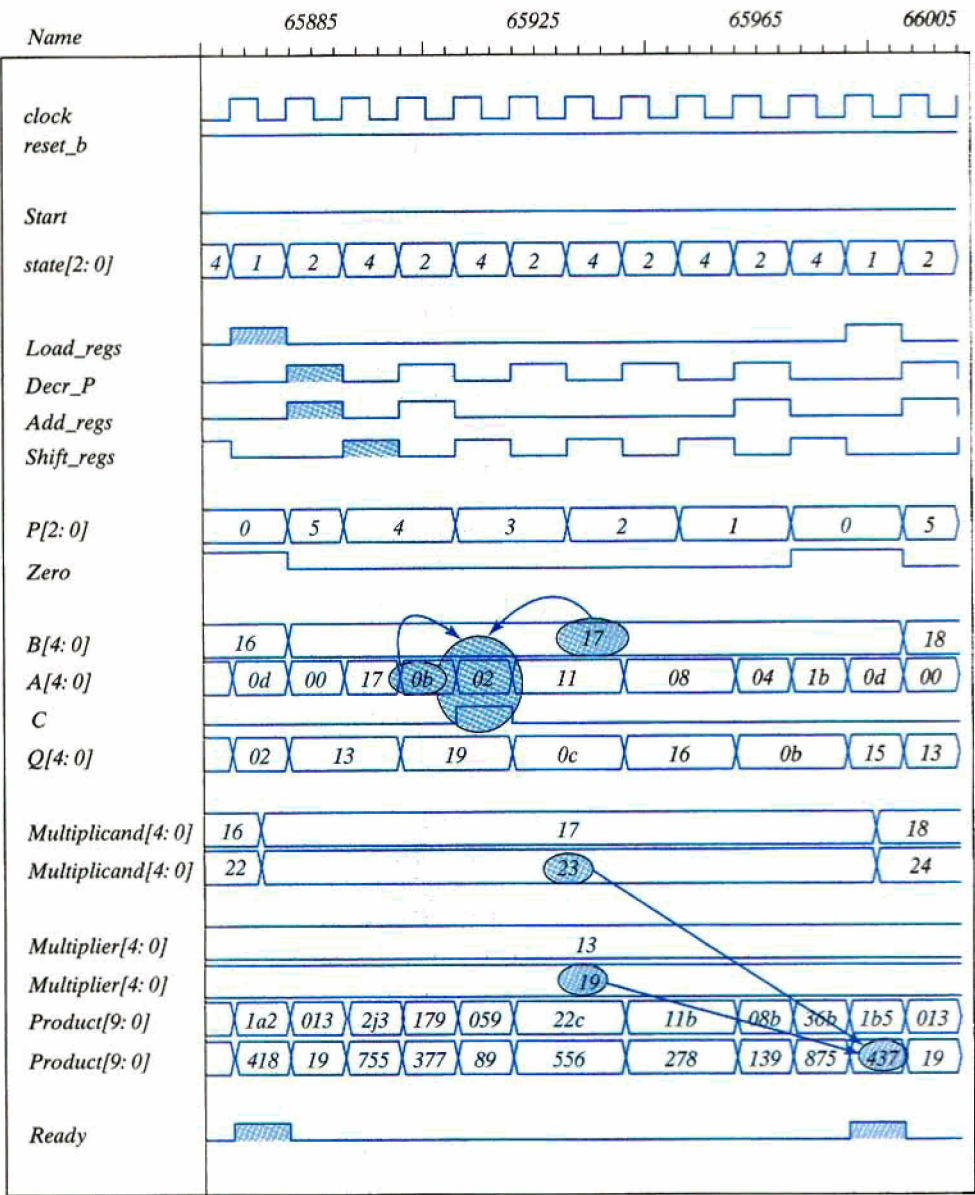 Name 65885 65925 65965 66005
clock
reset_b
Start
state[2: 0] 4 1 2 4 2 4 2 4 2 4 2 4 1 2
Load_regs
Decr_P
Add_regs
Shift_regs
P[2: 0] 0 5 4 3 2 1 0 5
Zero
B[4: 0] 16 17 18
A[4: 0] 0d 00 17 0b 02 11 08 04 1b 0d 00
C
Q[4: 0] 02 13 19 0c 16 0b 15 13
Multiplicand[4: 0] 16 17 18
Multiplicand[4: 0] 22 23 24
Multiplier[4: 0] 13
Multiplier[4: 0] 19
Product[9: 0] 1a2 013 2j3 179 059 22c 11b 08b 36b 1b5 013
Product[9: 0] 418 19 755 377 89 556 278 139 875 437 19
Ready